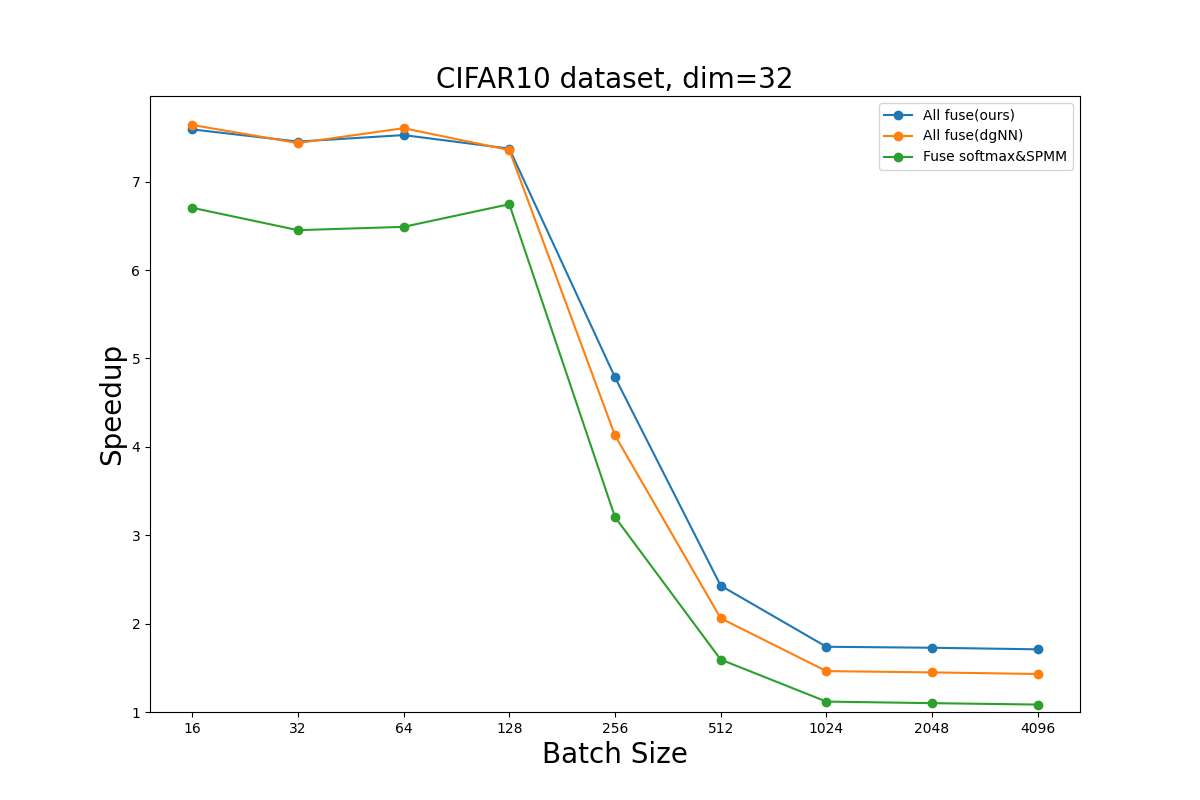 CIFAR10 dataset, dim=32
All fuse(ours)
All fuse(dgNN)
Fuse softmax&SPMM
Speedup
7
6
5
4
3
2
1
16 32 64 128 256 512 1024 2048 4096
Batch Size